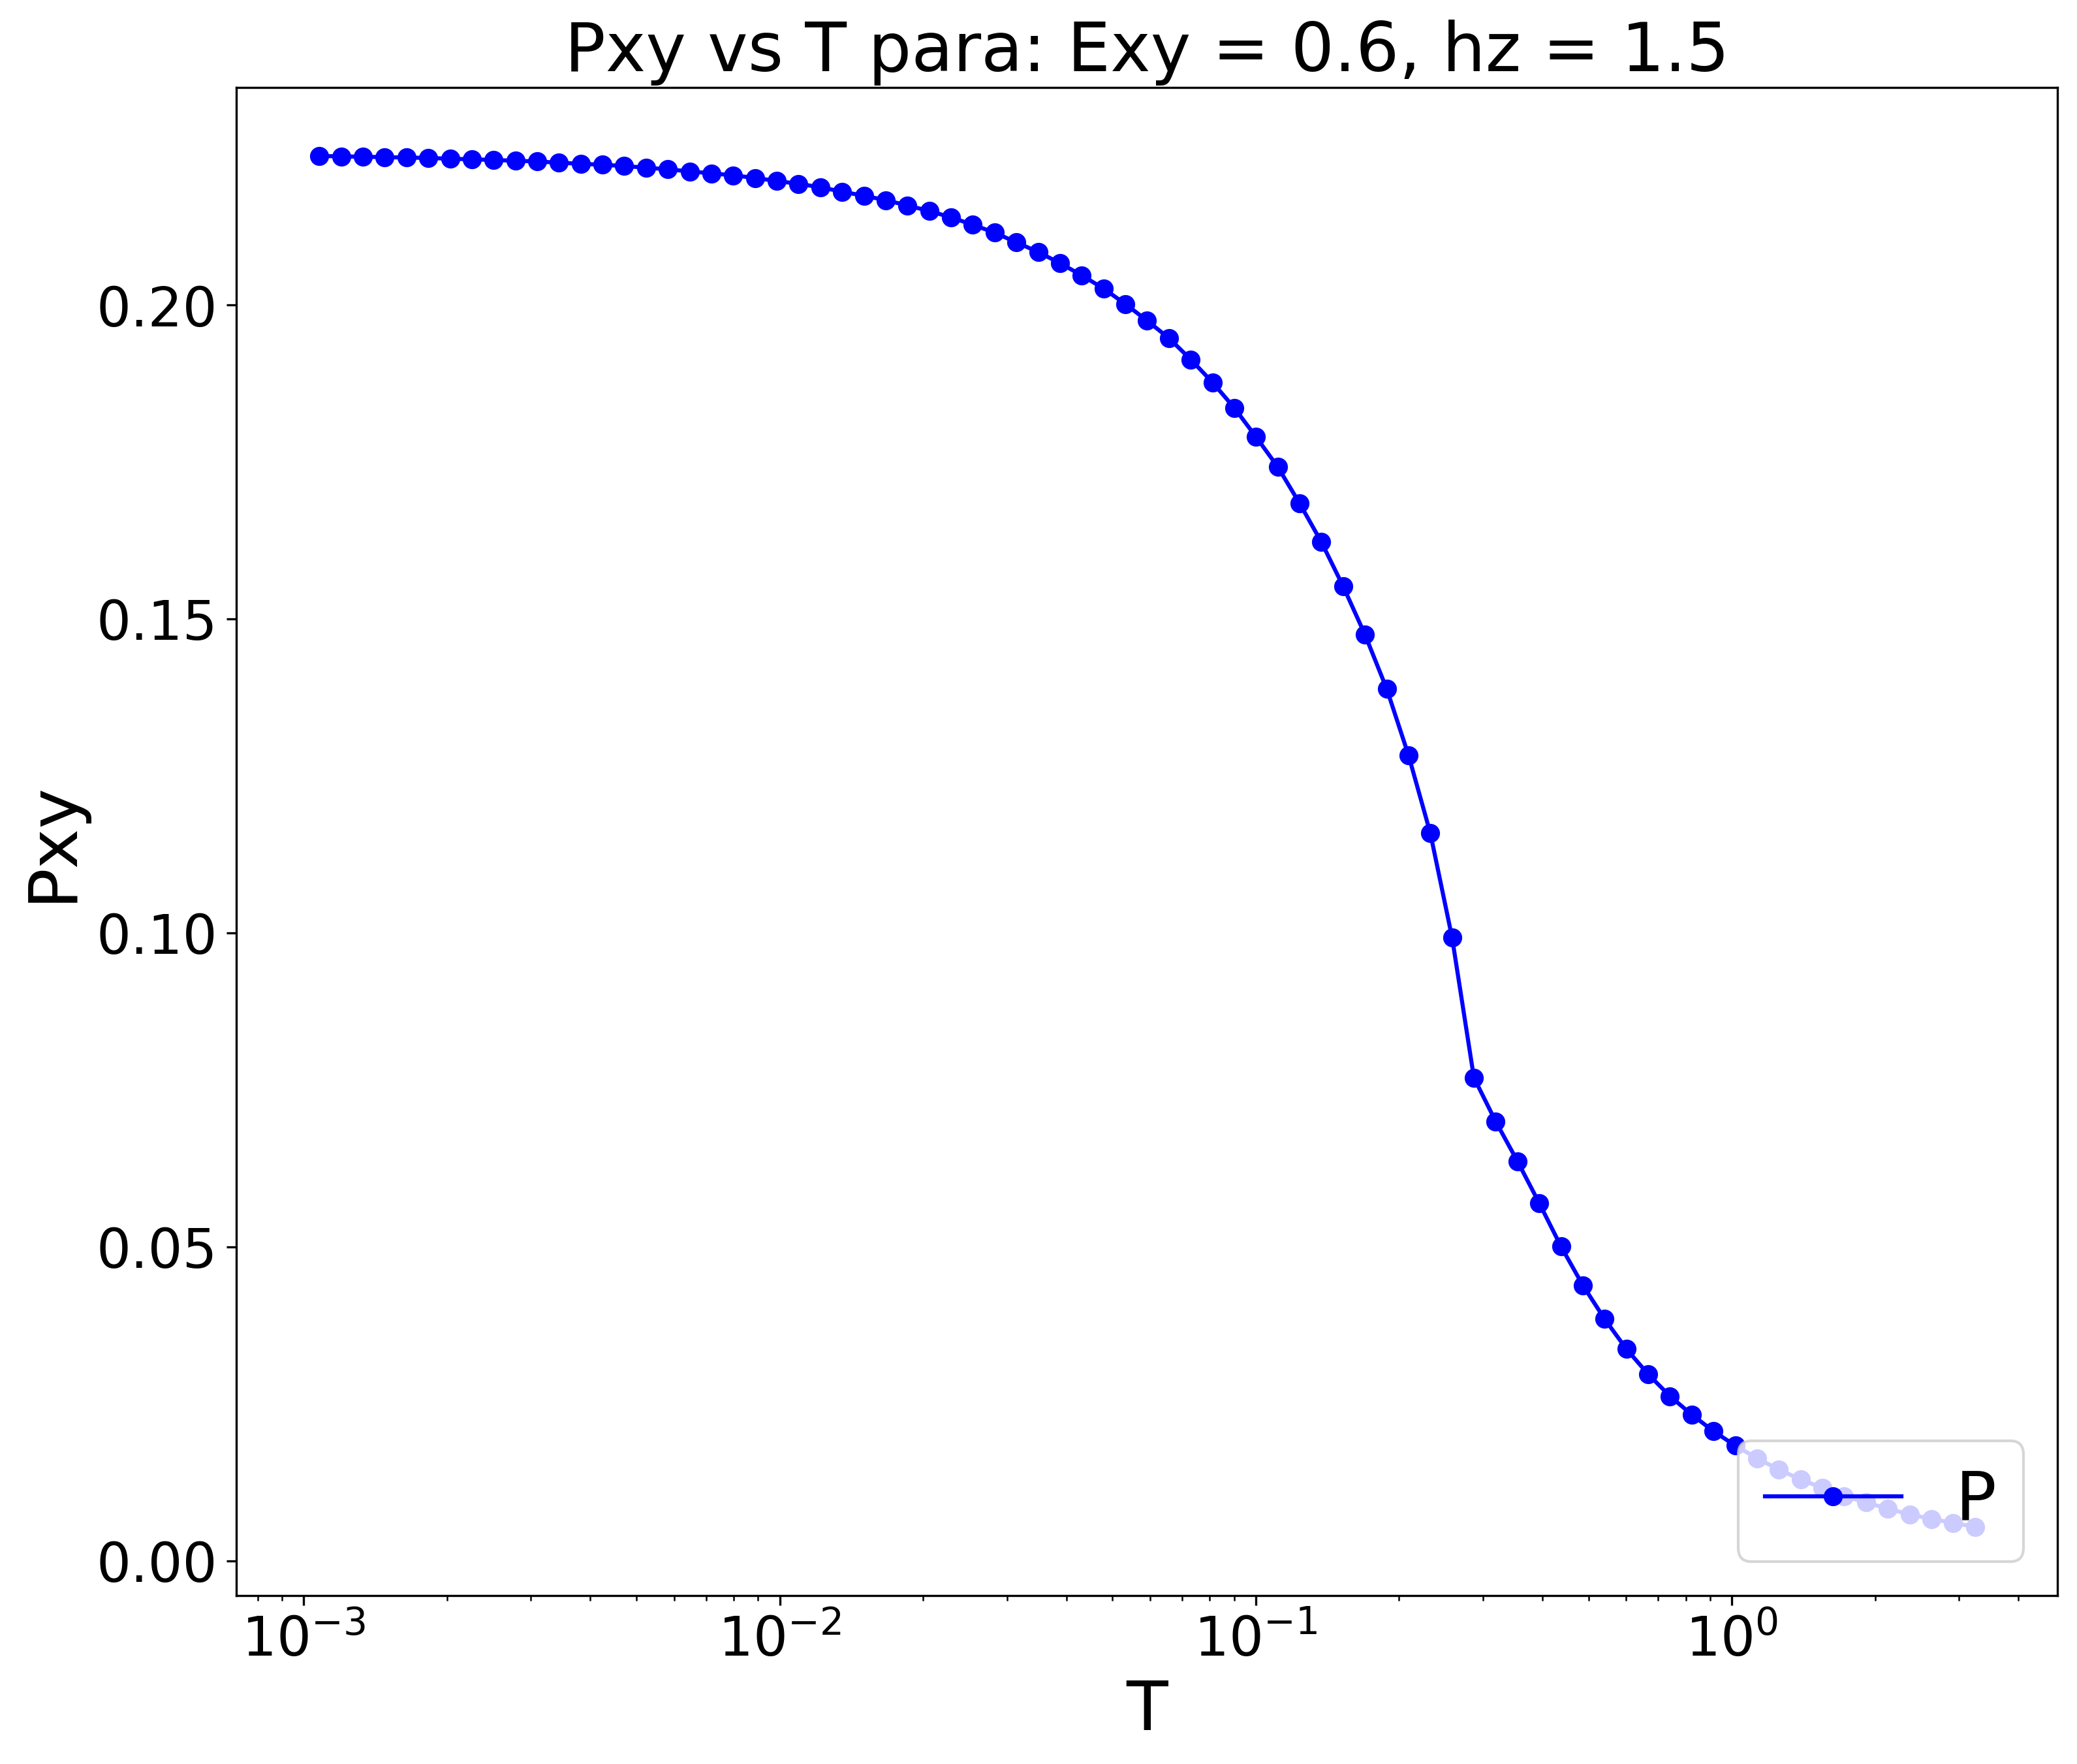 Pxy vs T para: Exy = 0.6, hz = 1.5
Pxy
0.20
0.15
0.10
0.05
0.00
P
10⁻³ 10⁻² 10⁻¹ 10⁰
T